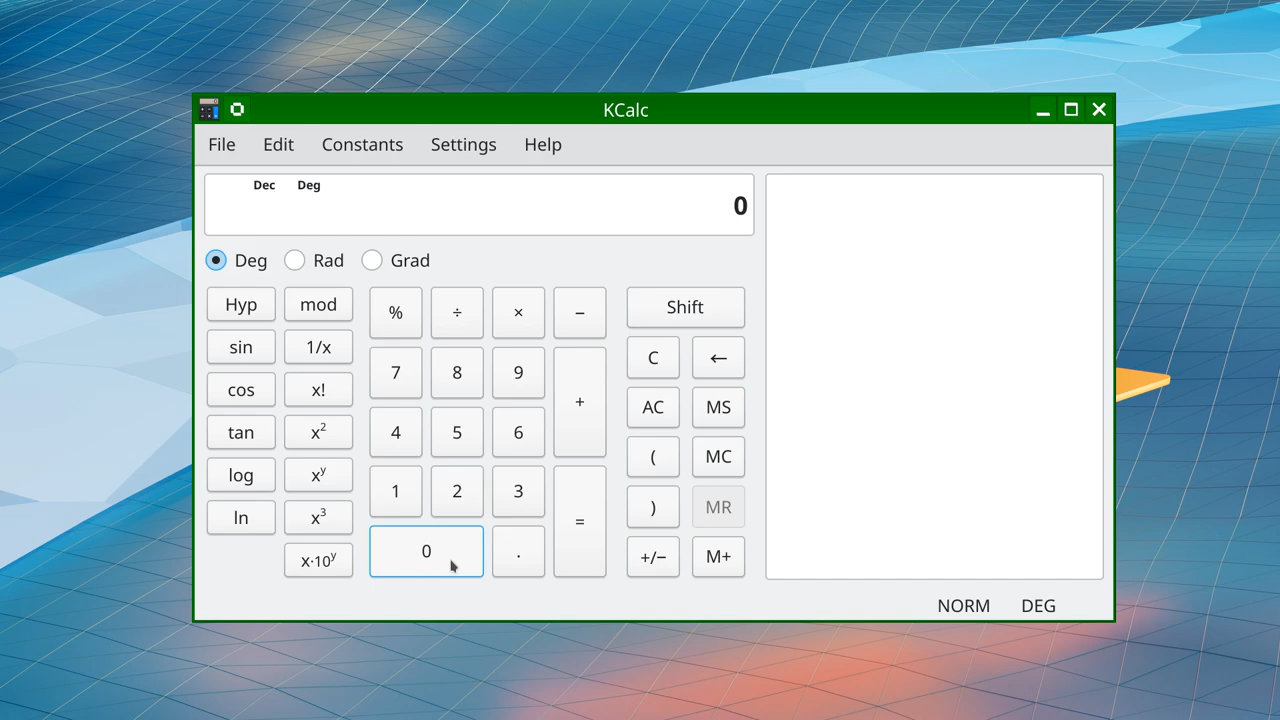 KCalc
File Edit Constants Settings Help
Dec Deg
0
Deg Rad Grad
Hyp mod % ÷ × − Shift
sin 1/x 7 8 9 + C ←
cos x! AC MS
tan x² 4 5 6 ( MC
log xʸ 1 2 3 = ) MR
ln x³
x·10ʸ 0 . +/− M+
NORM DEG